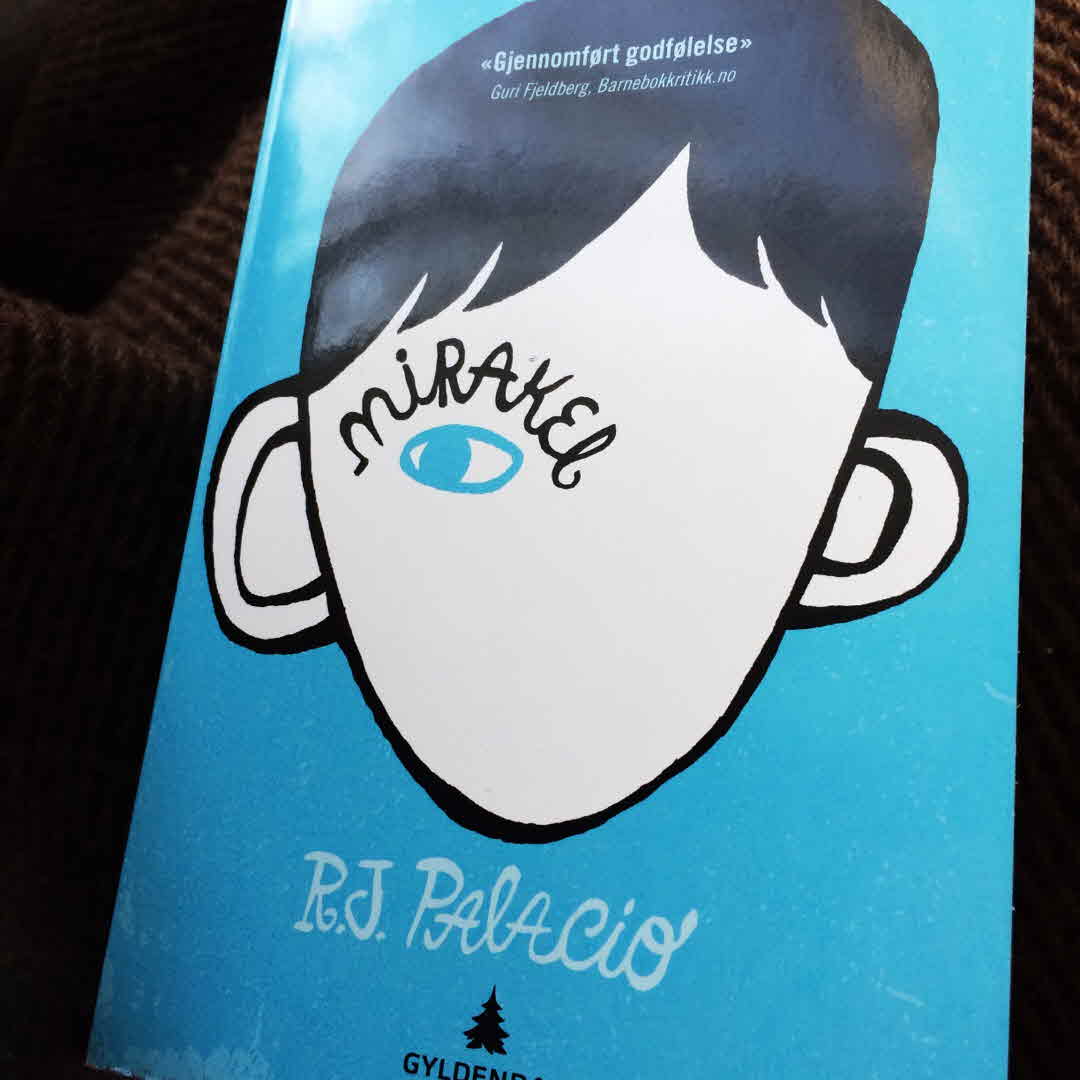 «Gjennomført godfølelse»
Guri Fjeldberg, Barnebokkritikk.no
MiRAKEl
R.J. PALACiO